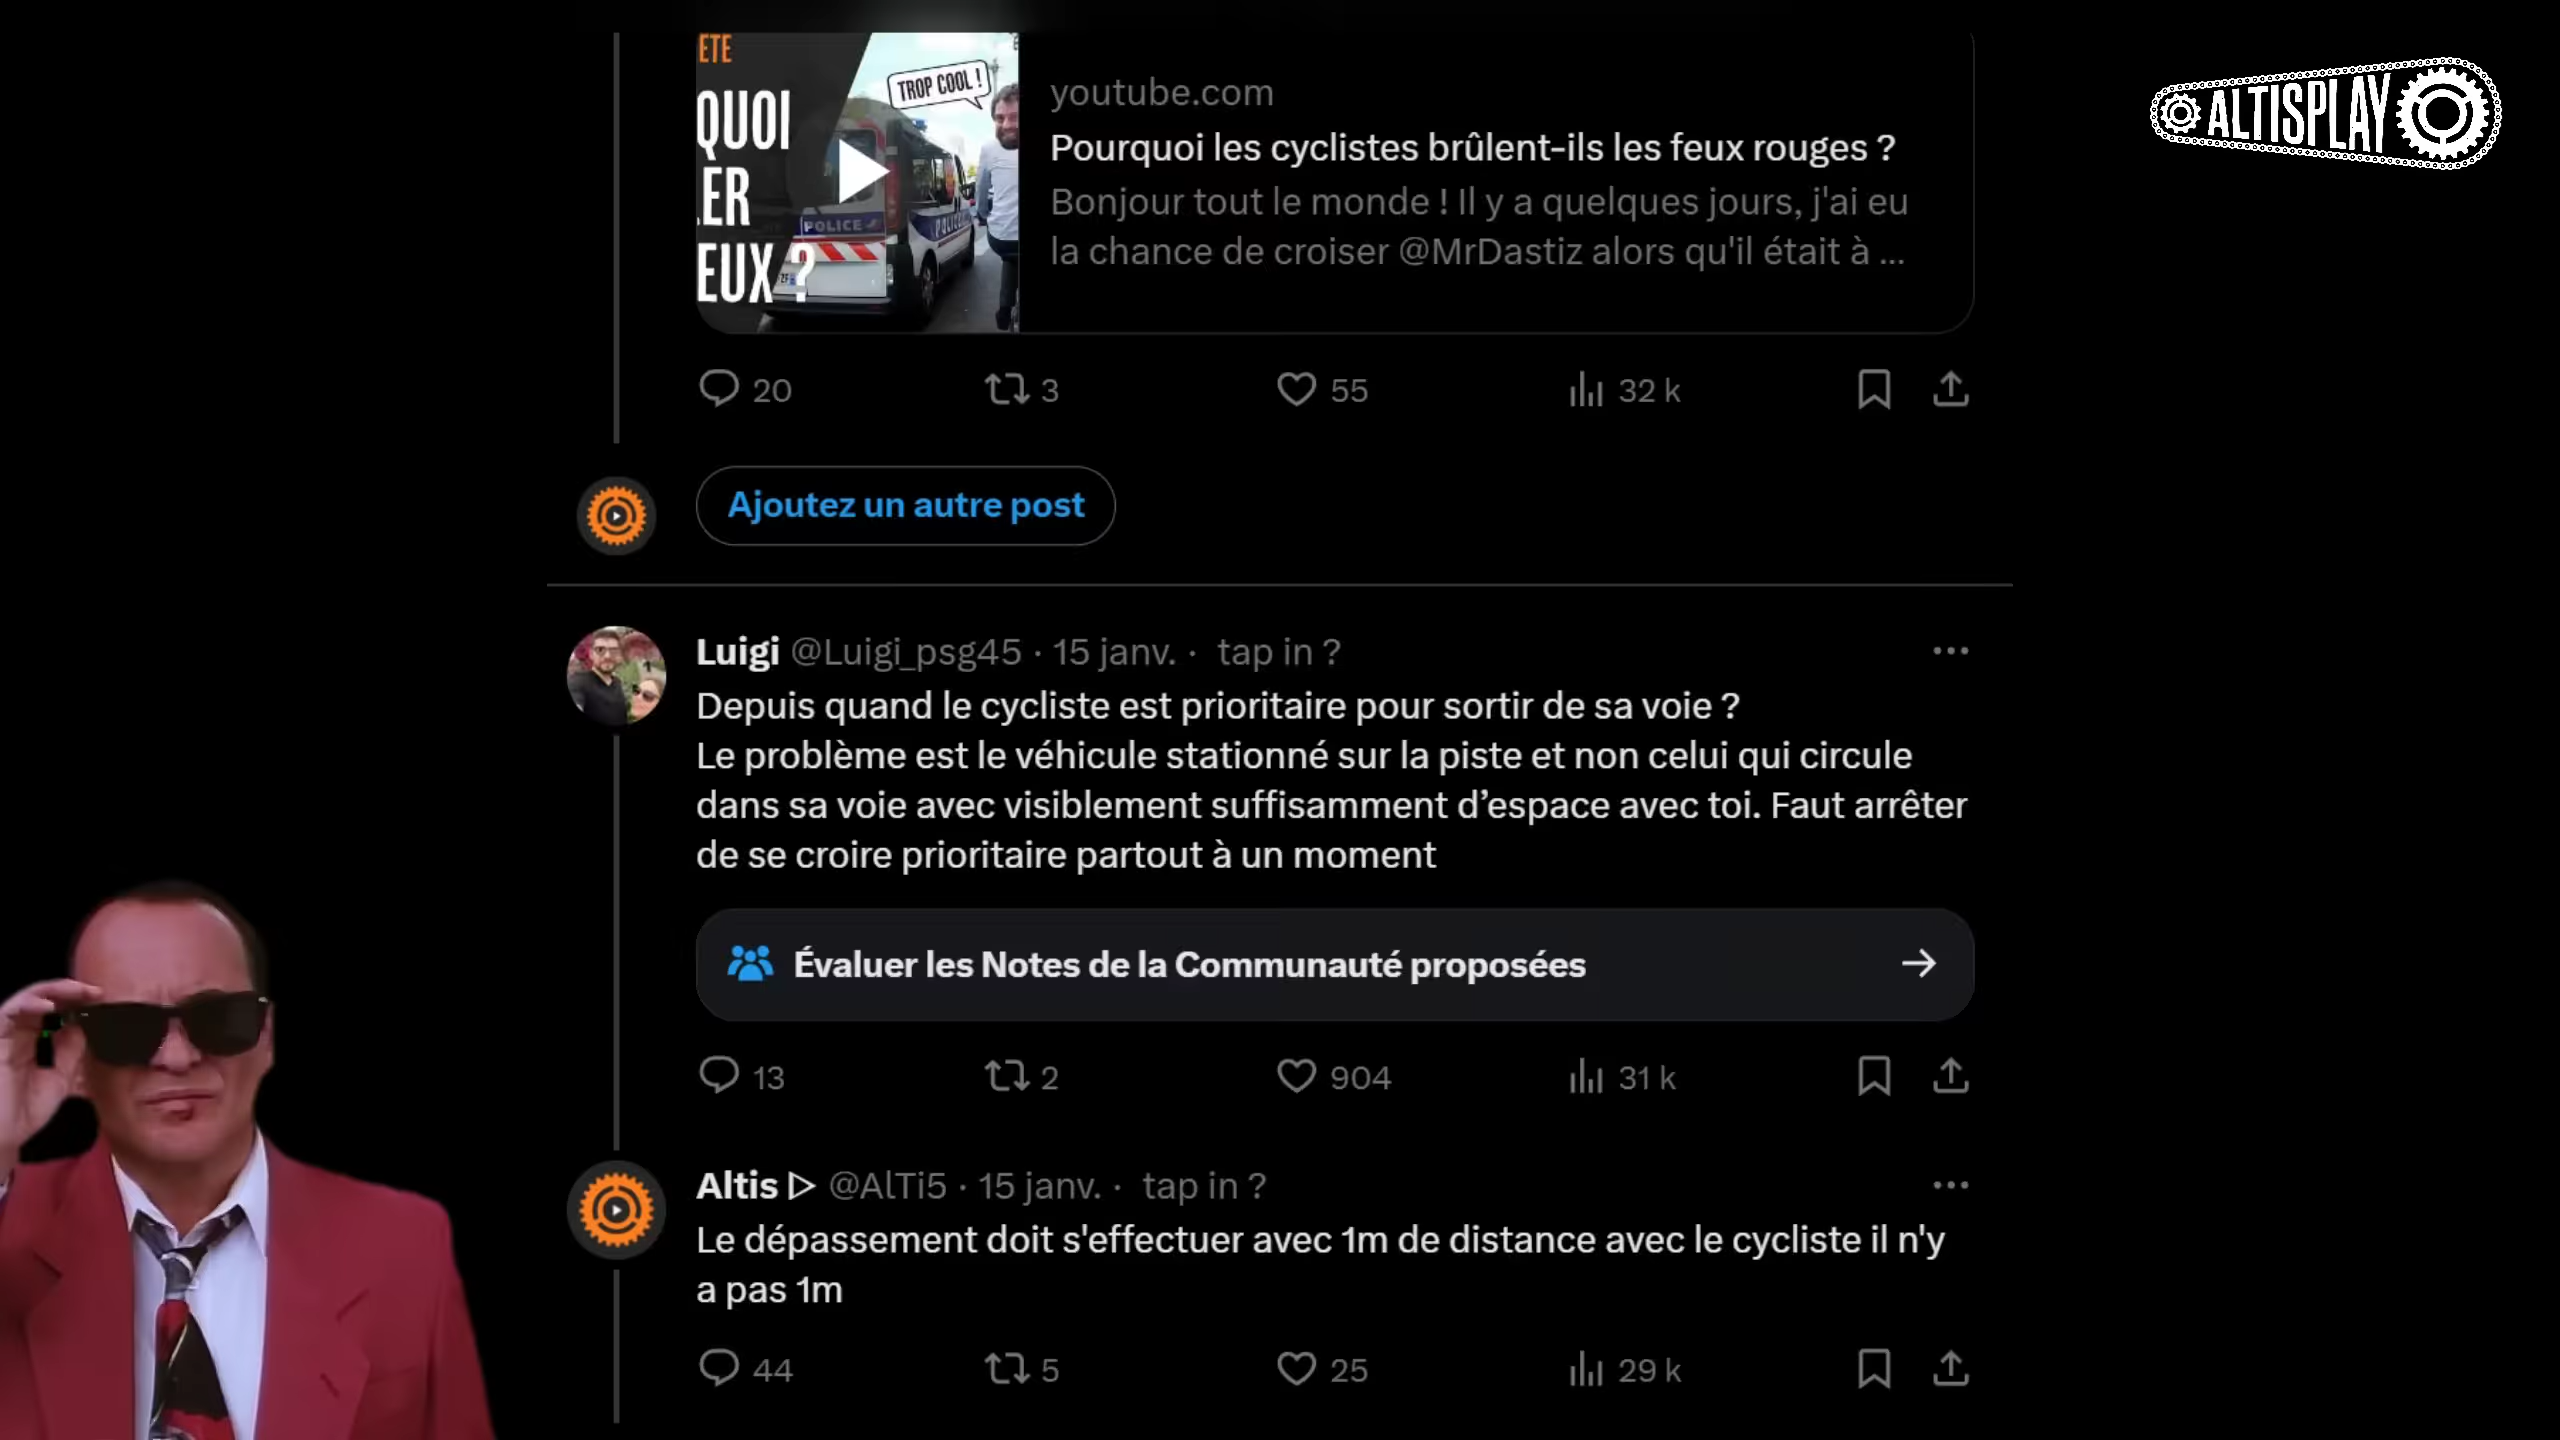 ETE
QUOI
ER
EUX ?
TROP COOL !
POLICE
POLICE
youtube.com
Pourquoi les cyclistes brûlent-ils les feux rouges ?
Bonjour tout le monde ! Il y a quelques jours, j'ai eu
la chance de croiser @MrDastiz alors qu'il était à ...
ALTISPLAY
20 3 55 32 k
Ajoutez un autre post
Luigi @Luigi_psg45 · 15 janv. · tap in ?
Depuis quand le cycliste est prioritaire pour sortir de sa voie ?
Le problème est le véhicule stationné sur la piste et non celui qui circule
dans sa voie avec visiblement suffisamment d’espace avec toi. Faut arrêter
de se croire prioritaire partout à un moment
Évaluer les Notes de la Communauté proposées
13 2 904 31 k
Altis ▷ @AlTi5 · 15 janv. · tap in ?
Le dépassement doit s'effectuer avec 1m de distance avec le cycliste il n'y
a pas 1m
44 5 25 29 k